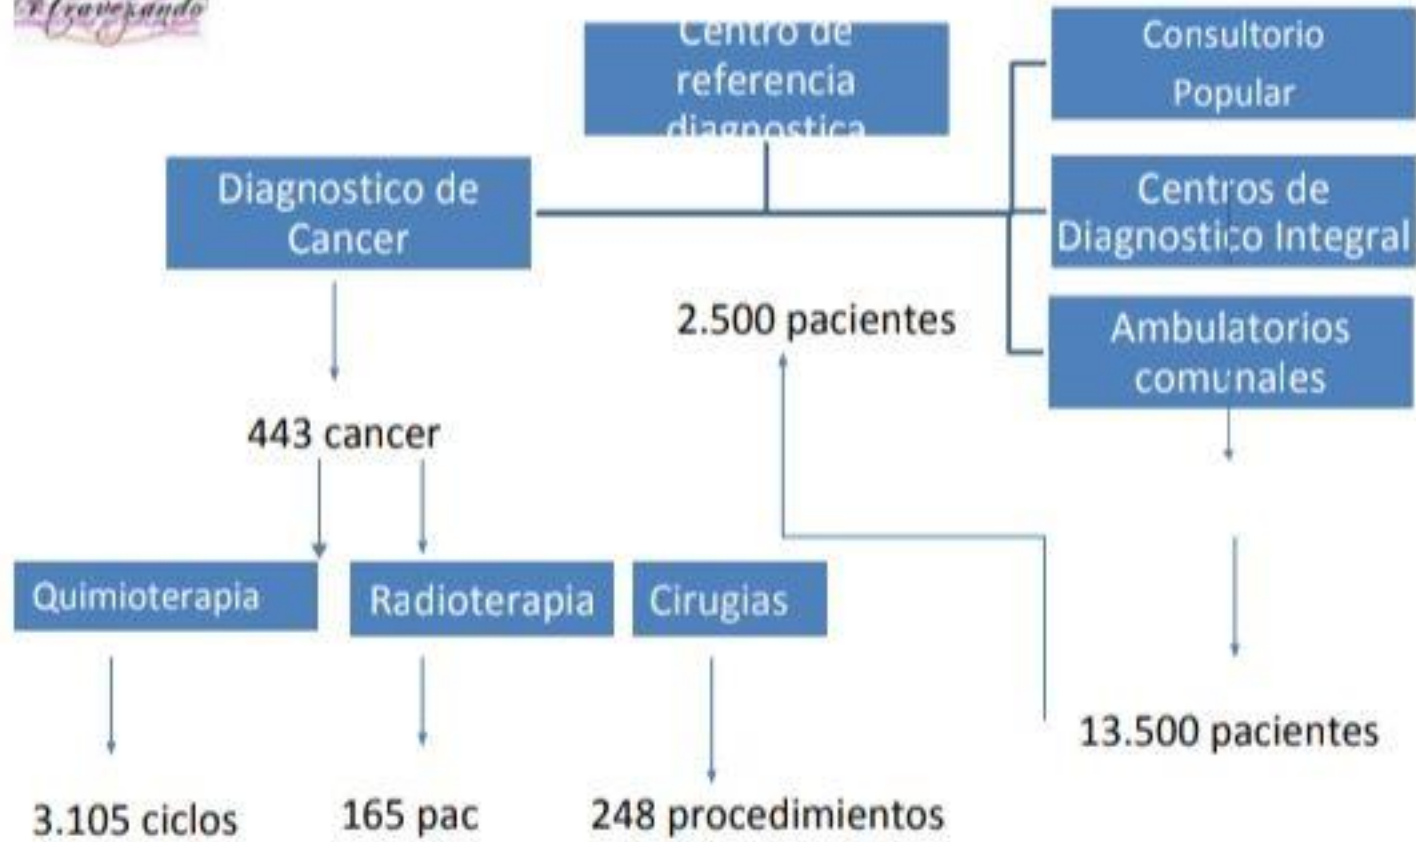 Atravezando
Centro de
referencia
diagnostica
Consultorio
Popular
Diagnostico de
Cancer
Centros de
Diagnostico Integral
2.500 pacientes
Ambulatorios
comunales
443 cancer
Quimioterapia
Radioterapia
Cirugias
13.500 pacientes
3.105 ciclos
165 pac
248 procedimientos